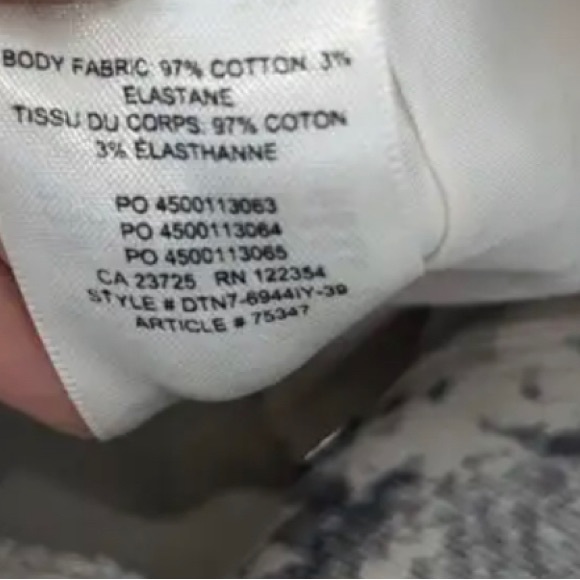 BODY FABRIC: 97% COTTON 3%
ELASTANE
TISSU DU CORPS: 97% COTON
3% ÉLASTHANNE
PO 4500113063
PO 4500113064
PO 4500113065
CA 23725 RN 122354
STYLE # DTN7-6944IY-39
ARTICLE # 75347